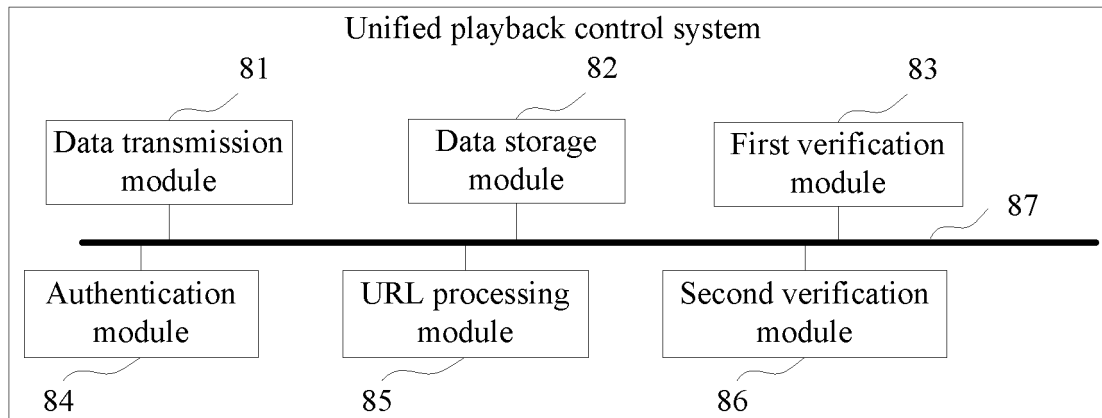 Unified playback control system
81
82
83
Data transmission
module
Data storage
module
First verification
module
87
Authentication
module
URL processing
module
Second verification
module
84
85
86